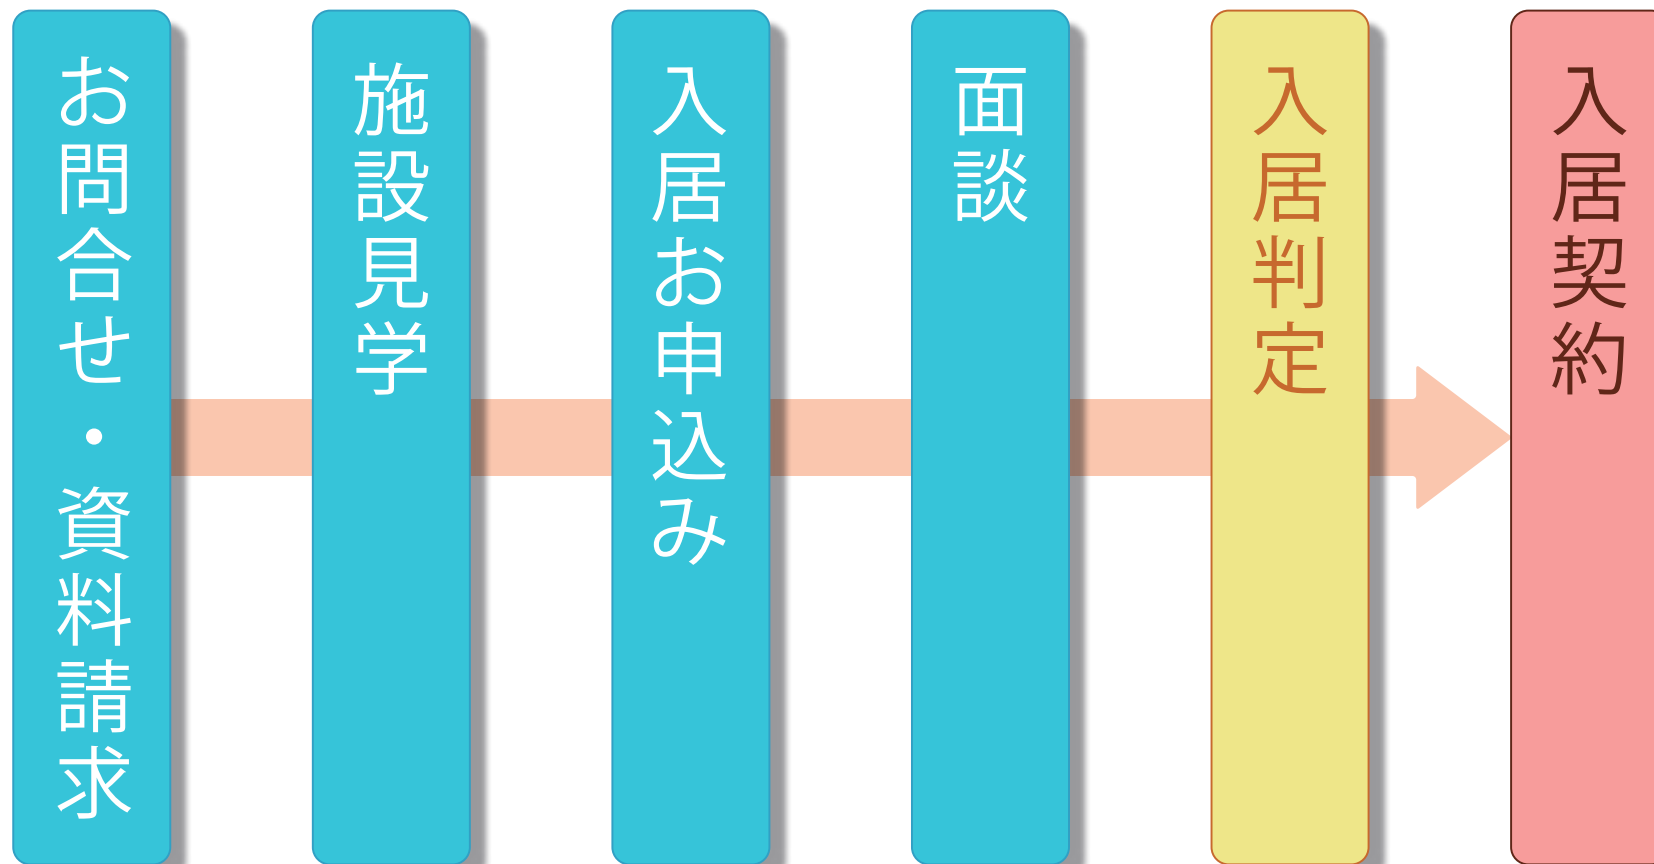 お問合せ・資料請求
施設見学
入居お申込み
面談
入居判定
入居契約